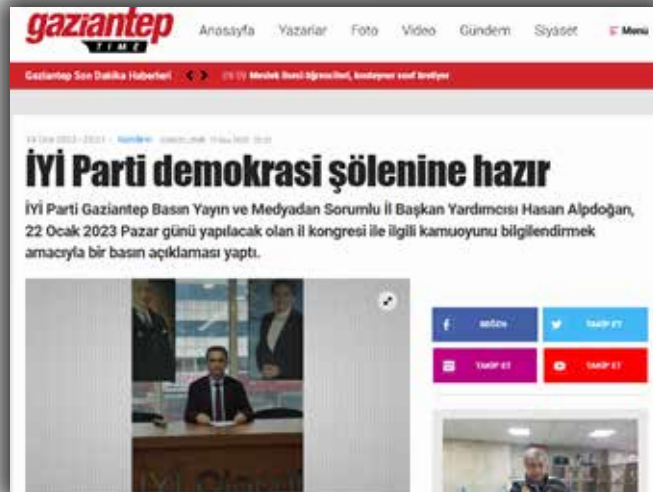 gaziantep
TIME
Anasayfa Yazarlar Foto Video Gündem Siyaset Menü
Gaziantep Son Dakika Haberleri
Meslek lisesi öğrencileri, konteyner sınıf üretiyor
İYİ Parti demokrasi şölenine hazır
İYİ Parti Gaziantep Basın Yayın ve Medyadan Sorumlu İl Başkan Yardımcısı Hasan Alpdoğan,
22 Ocak 2023 Pazar günü yapılacak olan il kongresi ile ilgili kamuoyunu bilgilendirmek
amacıyla bir basın açıklaması yaptı.
BEĞEN TAKİP ET
TAKİP ET TAKİP ET